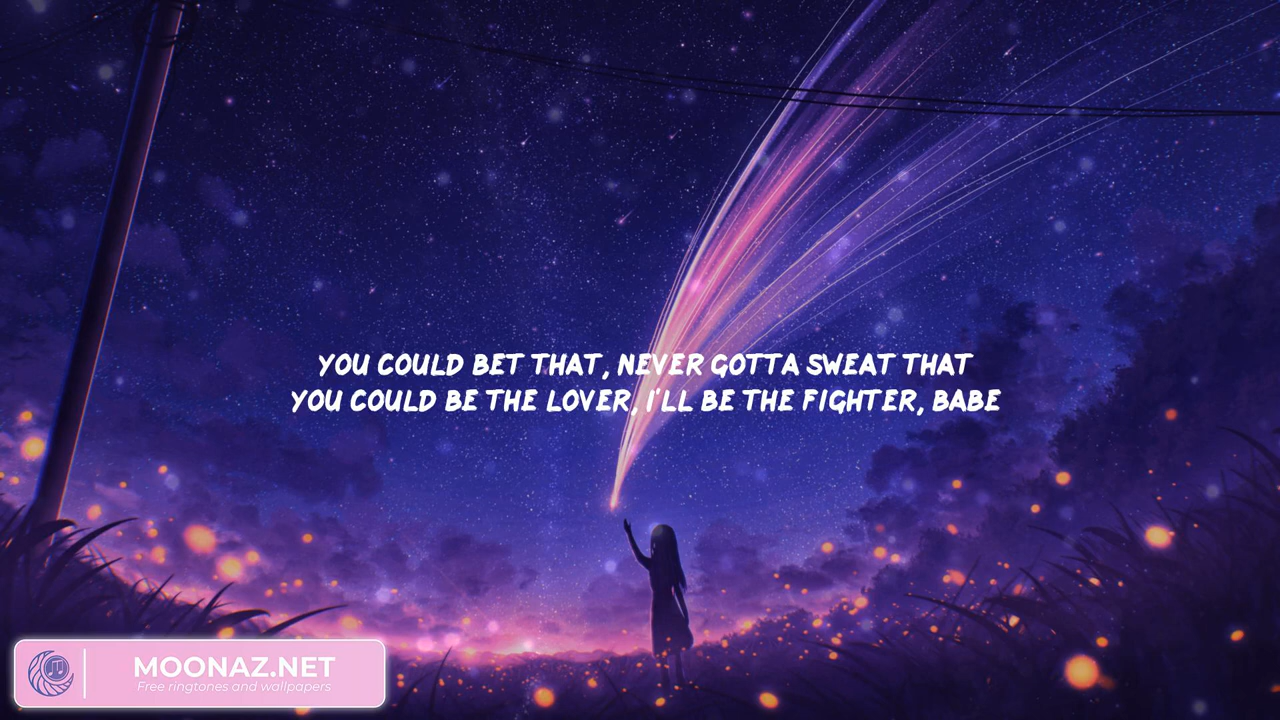 YOU COULD BET THAT, NEVER GOTTA SWEAT THAT
YOU COULD BE THE LOVER, I'LL BE THE FIGHTER, BABE
MOONAZ.NET
Free ringtones and wallpapers